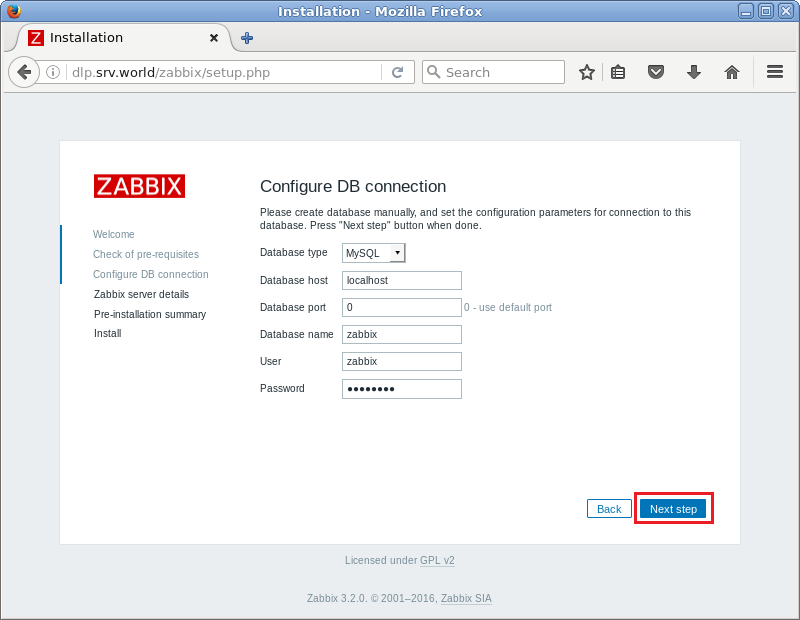 Installation - Mozilla Firefox
Z Installation
dlp.srv.world/zabbix/setup.php
Search
ZABBIX
Welcome
Check of pre-requisites
Configure DB connection
Zabbix server details
Pre-installation summary
Install
Configure DB connection
Please create database manually, and set the configuration parameters for connection to this
database. Press "Next step" button when done.
Database type MySQL
Database host localhost
Database port 0 0 - use default port
Database name zabbix
User zabbix
Password ●●●●●●●●
Back Next step
Licensed under GPL v2
Zabbix 3.2.0. © 2001–2016, Zabbix SIA